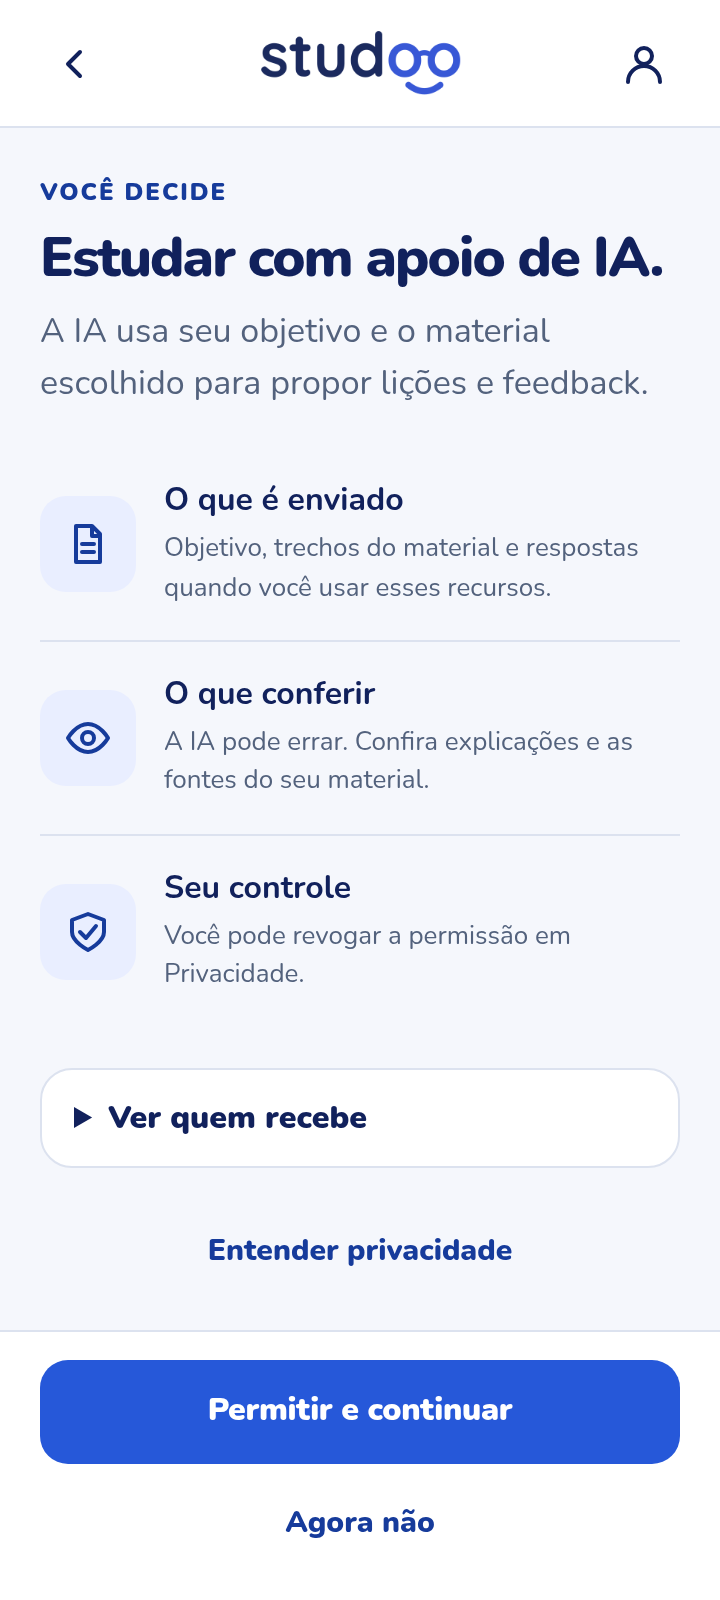 studoo
VOCÊ DECIDE
Estudar com apoio de IA.
A IA usa seu objetivo e o material
escolhido para propor lições e feedback.
O que é enviado
Objetivo, trechos do material e respostas
quando você usar esses recursos.
O que conferir
A IA pode errar. Confira explicações e as
fontes do seu material.
Seu controle
Você pode revogar a permissão em
Privacidade.
Ver quem recebe
Entender privacidade
Permitir e continuar
Agora não